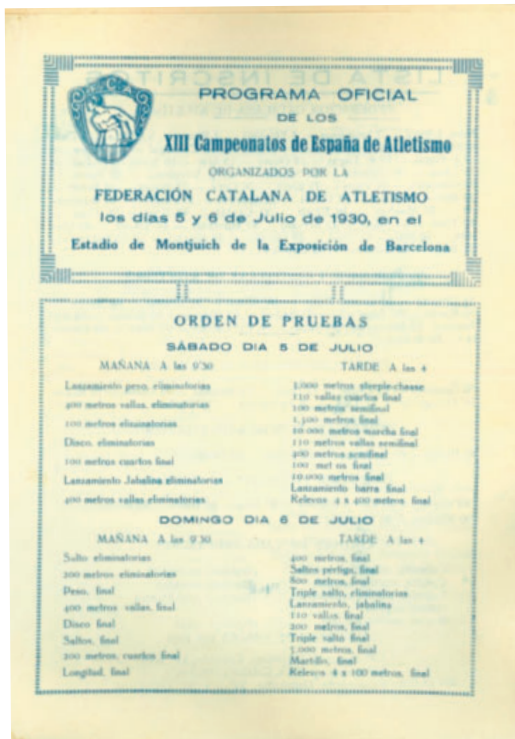 PROGRAMA OFICIAL
DE LOS
XIII Campeonatos de España de Atletismo
ORGANIZADOS POR LA
FEDERACIÓN CATALANA DE ATLETISMO
los días 5 y 6 de Julio de 1930, en el
Estadio de Montjuich de la Exposición de Barcelona
ORDEN DE PRUEBAS
SÁBADO DIA 5 DE JULIO
MAÑANA A las 9'30
Lanzamiento peso, eliminatorias
400 metros vallas, eliminatorias
100 metros eliminatorias
Disco, eliminatorias
100 metros cuartos final
Lanzamiento Jabalina eliminatorias
400 metros vallas eliminatorias
TARDE A las 4
3.000 metros steeple-chasse
110 vallas cuartos final
100 metros semifinal
1.500 metros final
10.000 metros marcha final
110 metros vallas semifinal
400 metros semifinal
100 met os final
10.000 metros final
Lanzamiento barra final
Relevos 4 x 400 metros final
DOMINGO DIA 6 DE JULIO
MAÑANA A las 9'30
Salto eliminatorias
200 metros eliminatorias
Peso, final
400 metros vallas, final
Disco final
Saltos, final
200 metros, cuartos final
Longitud, final
TARDE A las 4
400 metros, final
Saltos pértiga, final
800 metros, final
Triple salto, eliminatorias
Lanzamiento, jabalina
110 vallas, final
200 metros, final
Triple salto final
5.000 metros, final
Martillo, final
Relevos 4 x 100 metros, final